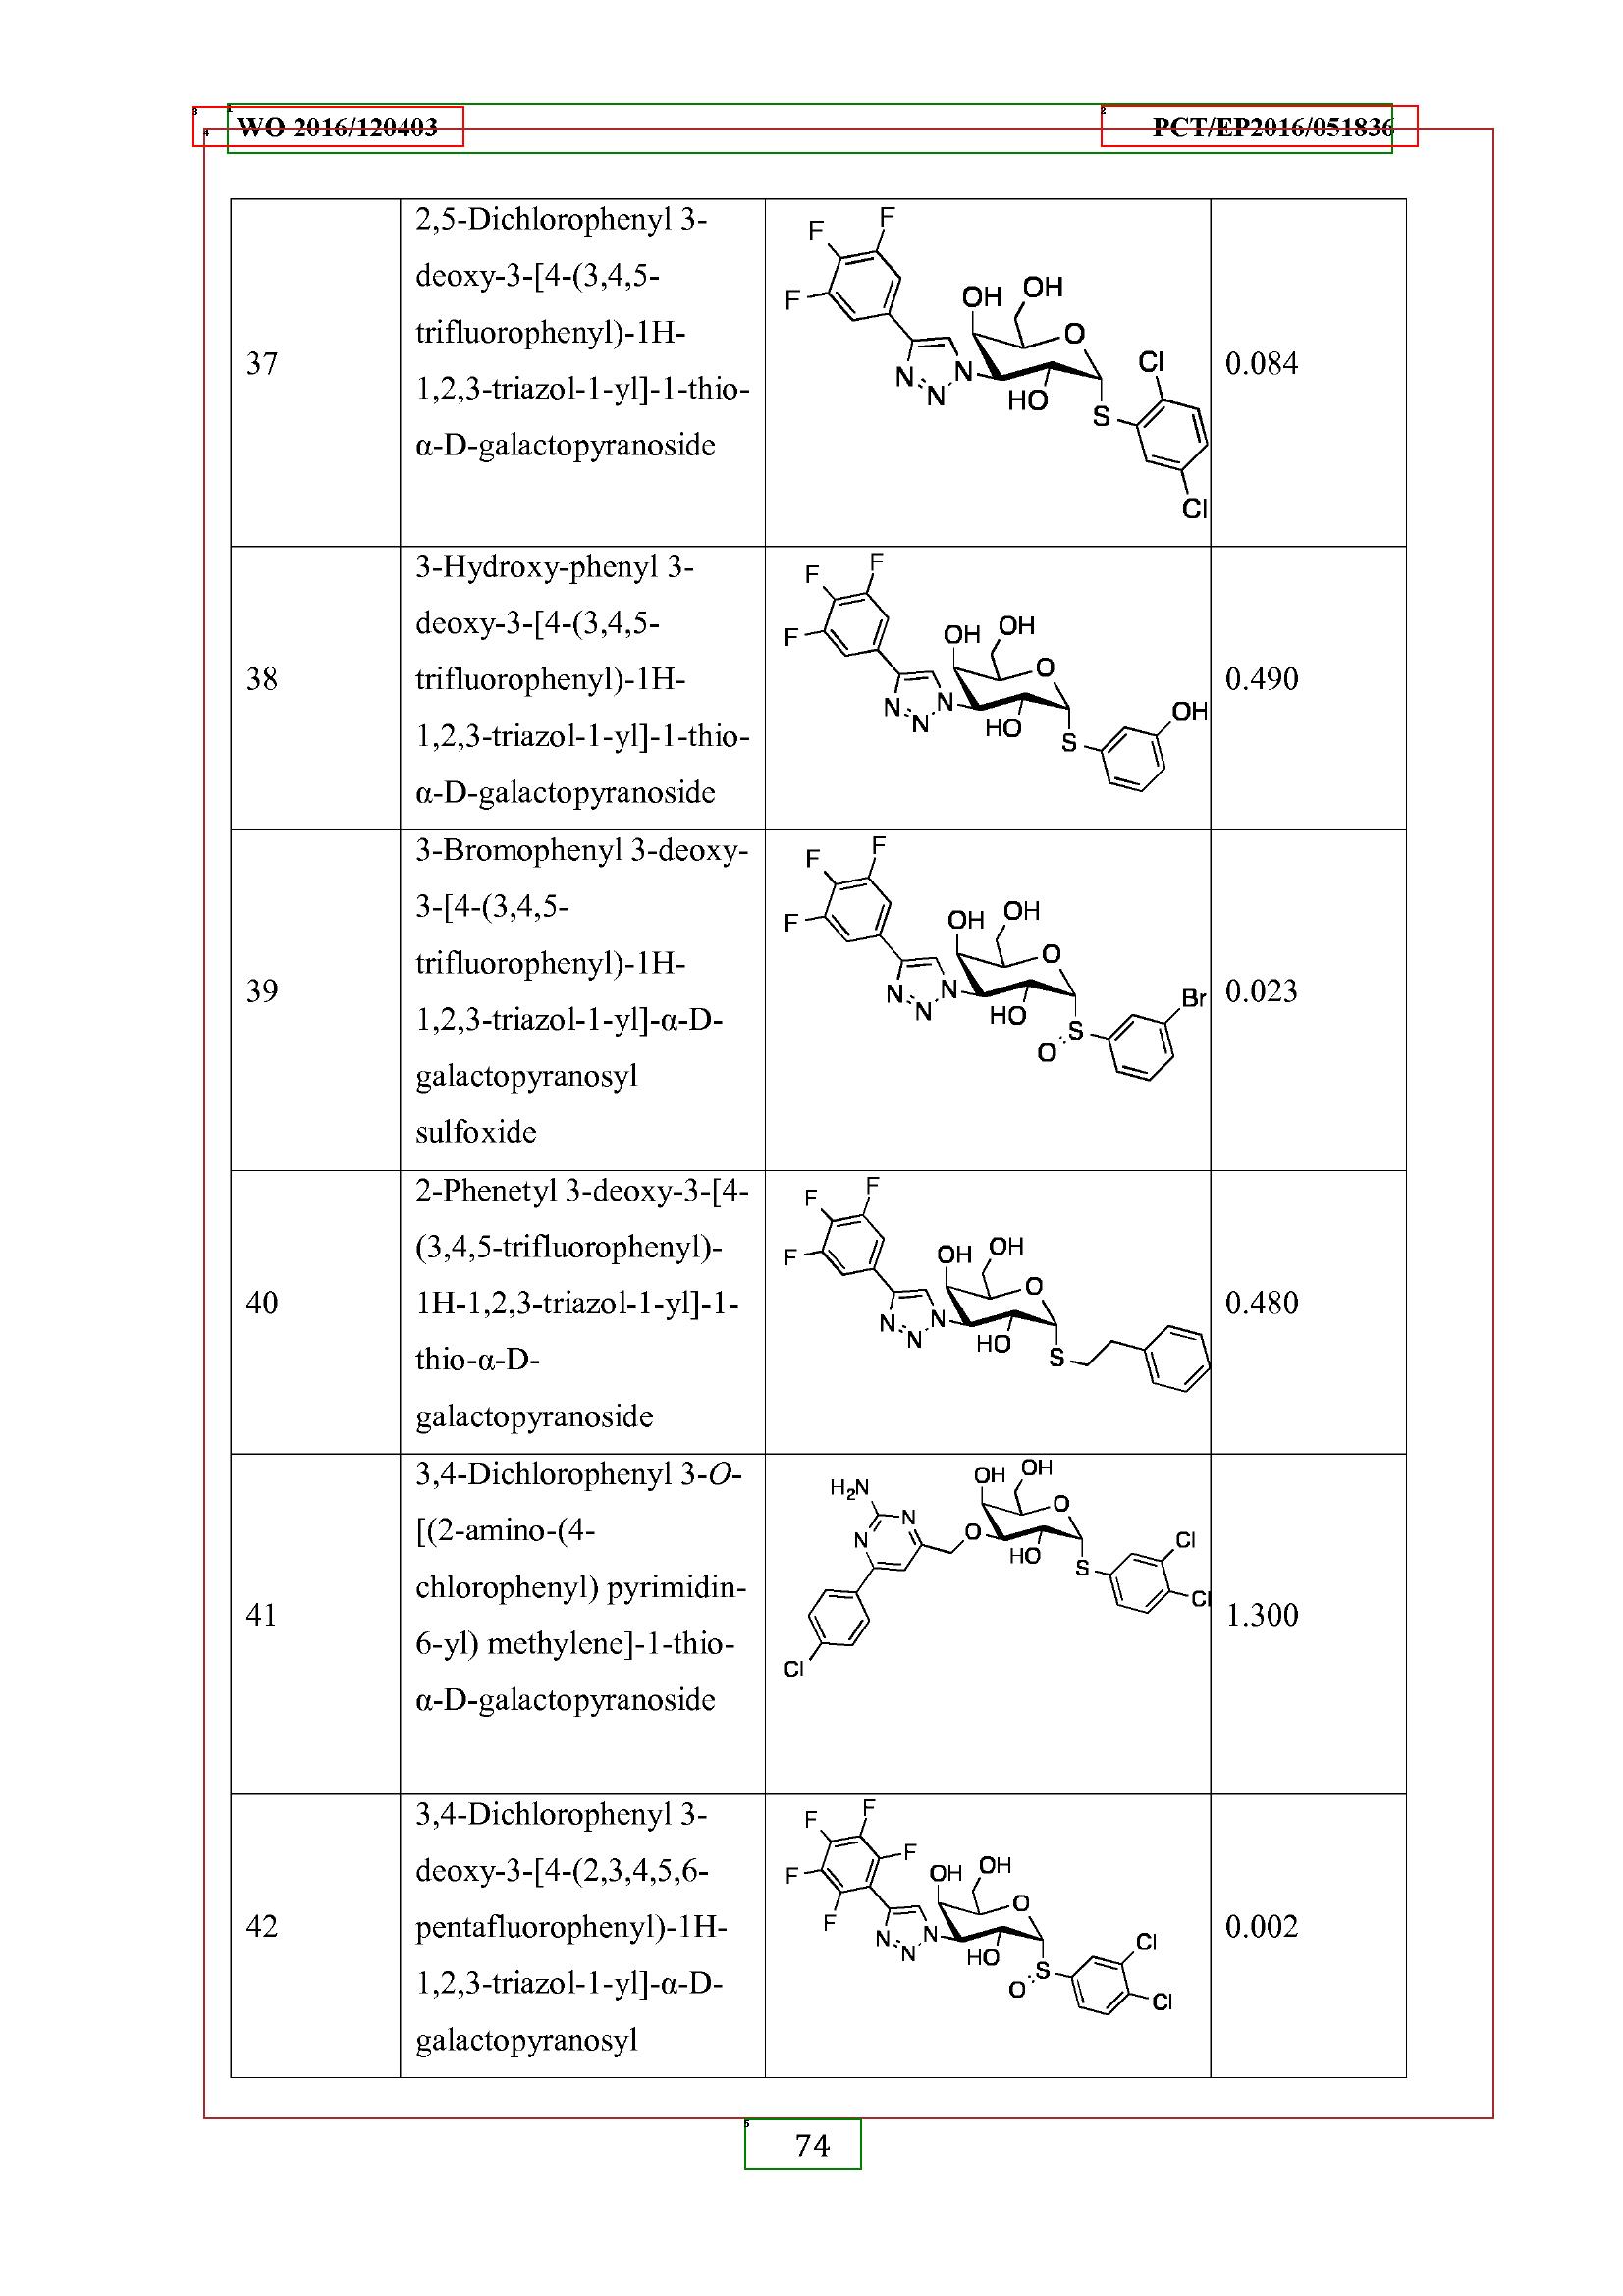 WO 2016/120403 PCT/EP2016/051836
37
2,5-Dichlorophenyl 3-
deoxy-3-[4-(3,4,5-
trifluorophenyl)-1H-
1,2,3-triazol-1-yl]-1-thio-
α-D-galactopyranoside
F
F
F
OH
OH
O
N
N
N
HO
S
Cl
Cl
0.084
38
3-Hydroxy-phenyl 3-
deoxy-3-[4-(3,4,5-
trifluorophenyl)-1H-
1,2,3-triazol-1-yl]-1-thio-
α-D-galactopyranoside
F
F
F
OH
OH
O
N
N
N
HO
S
OH
0.490
39
3-Bromophenyl 3-deoxy-
3-[4-(3,4,5-
trifluorophenyl)-1H-
1,2,3-triazol-1-yl]-α-D-
galactopyranosyl
sulfoxide
F
F
F
OH
OH
O
N
N
N
HO
S
O
Br
0.023
40
2-Phenetyl 3-deoxy-3-[4-
(3,4,5-trifluorophenyl)-
1H-1,2,3-triazol-1-yl]-1-
thio-α-D-
galactopyranoside
F
F
F
OH
OH
O
N
N
N
HO
S
0.480
41
3,4-Dichlorophenyl 3-O-
[(2-amino-(4-
chlorophenyl) pyrimidin-
6-yl) methylene]-1-thio-
α-D-galactopyranoside
H2N
N
N
O
OH
OH
O
HO
S
Cl
Cl
Cl
1.300
42
3,4-Dichlorophenyl 3-
deoxy-3-[4-(2,3,4,5,6-
pentafluorophenyl)-1H-
1,2,3-triazol-1-yl]-α-D-
galactopyranosyl
F
F
F
F
F
OH
OH
O
N
N
N
HO
S
O
Cl
Cl
0.002
74